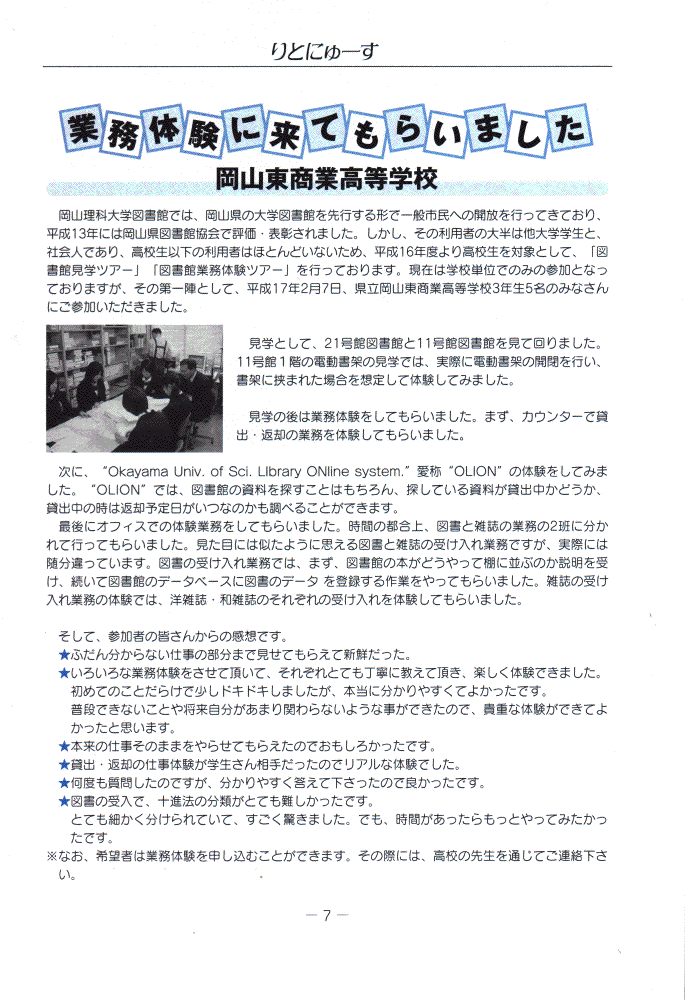 りとにゅーす
業務体験に来てもらいました
岡山東商業高等学校
岡山理科大学図書館では、岡山県の大学図書館を先行する形で一般市民への開放を行ってきており、
平成13年には岡山県図書館協会で評価・表彰されました。しかし、その利用者の大半は他大学学生と、
社会人であり、高校生以下の利用者はほとんどいないため、平成16年度より高校生を対象として、「図
書館見学ツアー」「図書館業務体験ツアー」を行っております。現在は学校単位でのみの参加となっ
ておりますが、その第一陣として、平成17年2月7日、県立岡山東商業高等学校3年生5名のみなさん
にご参加いただきました。
見学として、21号館図書館と11号館図書館を見て回りました。
11号館１階の電動書架の見学では、実際に電動書架の開閉を行い、
書架に挟まれた場合を想定して体験してみました。
見学の後は業務体験をしてもらいました。まず、カウンターで貸
出・返却の業務を体験してもらいました。
次に、“Okayama Univ. of Sci. LIbrary ONline system.”愛称“OLION”の体験をしてみま
した。“OLION”では、図書館の資料を探すことはもちろん、探している資料が貸出中かどうか、
貸出中の時は返却予定日がいつなのかも調べることができます。
最後にオフィスでの体験業務をしてもらいました。時間の都合上、図書と雑誌の業務の2班に分か
れて行ってもらいました。見た目には似たように思える図書と雑誌の受け入れ業務ですが、実際には
随分違っています。図書の受け入れ業務では、まず、図書館の本がどうやって棚に並ぶのか説明を受
け、続いて図書館のデータベースに図書のデータ を登録する作業をやってもらいました。雑誌の受け
入れ業務の体験では、洋雑誌・和雑誌のそれぞれの受け入れを体験してもらいました。
そして、参加者の皆さんからの感想です。
★ふだん分からない仕事の部分まで見せてもらえて新鮮だった。
★いろいろな業務体験をさせて頂いて、それぞれとても丁寧に教えて頂き、楽しく体験できました。
初めてのことだらけで少しドキドキしましたが、本当に分かりやすくてよかったです。
普段できないことや将来自分があまり関わらないような事ができたので、貴重な体験ができてよ
かったと思います。
★本来の仕事そのままをやらせてもらえたのでおもしろかったです。
★貸出・返却の仕事体験が学生さん相手だったのでリアルな体験でした。
★何度も質問したのですが、分かりやすく答えて下さったので良かったです。
★図書の受入で、十進法の分類がとても難しかったです。
とても細かく分けられていて、すごく驚きました。でも、時間があったらもっとやってみたかっ
たです。
※なお、希望者は業務体験を申し込むことができます。その際には、高校の先生を通じてご連絡下さ
い。
― 7 ―